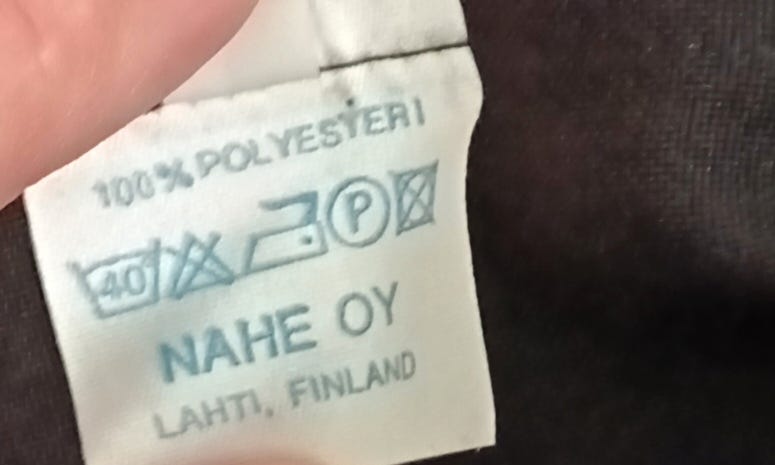 100% POLYESTERI
40 P
NAHE OY
LAHTI, FINLAND